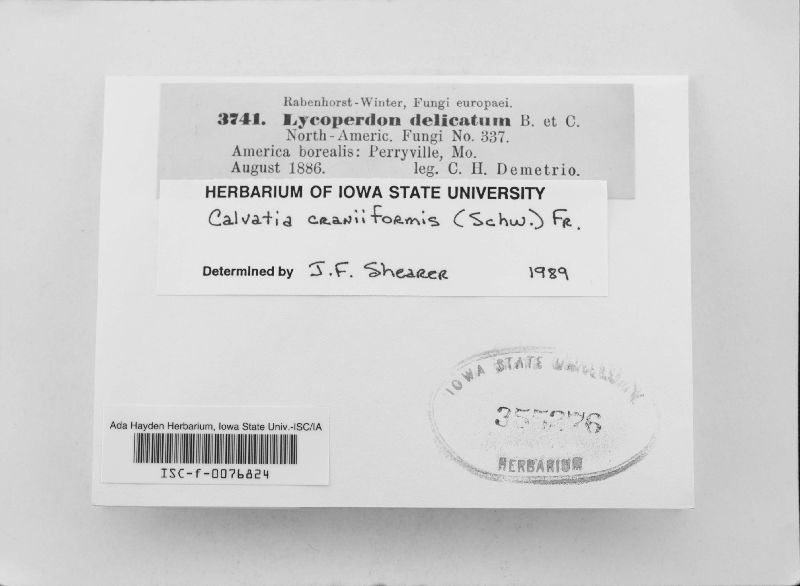 Rabenhorst-Winter, Fungi europaei.
3741. Lycoperdon delicatum B. et C.
North-Americ. Fungi No. 337.
America borealis: Perryville, Mo.
August 1886. leg. C. H. Demetrio.
HERBARIUM OF IOWA STATE UNIVERSITY
Calvatia craniiformis (Schw.) Fr.
Determined by J.F. Shearer 1989
IOWA STATE UNIVERSITY
HERBARIUM
Ada Hayden Herbarium, Iowa State Univ.-ISC/IA
ISC-f-0076824